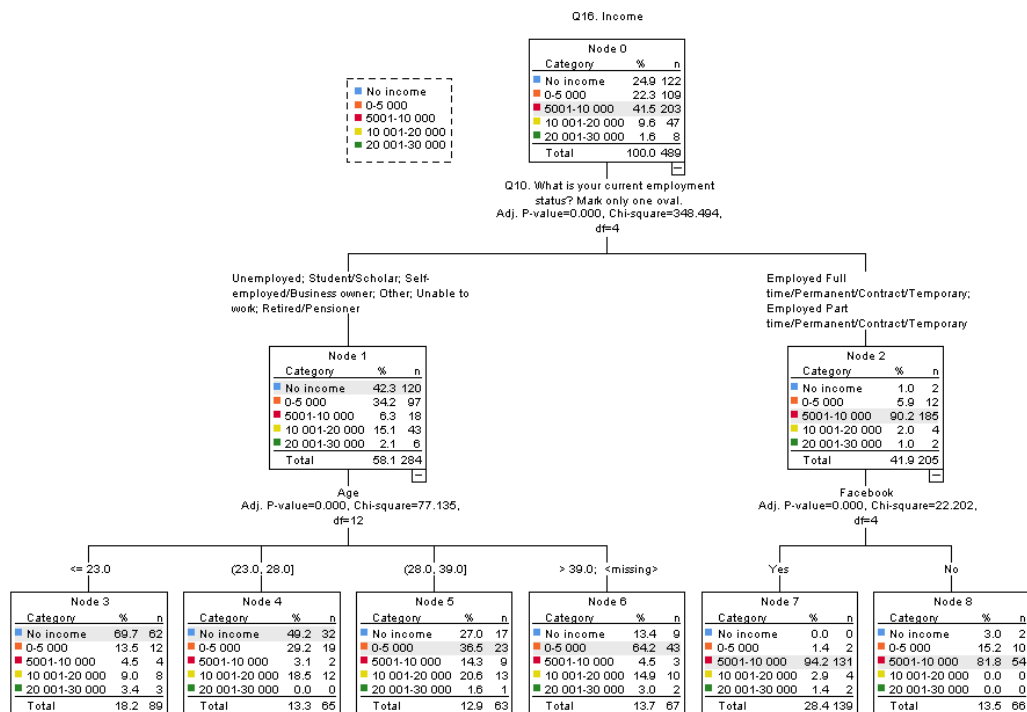 Q16. Income
Node 0
Category % n
No income 24.9 122
0-5 000 22.3 109
5001-10 000 41.5 203
10 001-20 000 9.6 47
20 001-30 000 1.6 8
Total 100.0 489
No income
0-5 000
5001-10 000
10 001-20 000
20 001-30 000
Q10. What is your current employment
status? Mark only one oval.
Adj. P-value=0.000, Chi-square=348.494,
df=4
Unemployed; Student/Scholar; Self-
employed/Business owner; Other; Unable to
work; Retired/Pensioner
Employed Full
time/Permanent/Contract/Temporary;
Employed Part
time/Permanent/Contract/Temporary
Node 1
Category % n
No income 42.3 120
0-5 000 34.2 97
5001-10 000 6.3 18
10 001-20 000 15.1 43
20 001-30 000 2.1 6
Total 58.1 284
Node 2
Category % n
No income 1.0 2
0-5 000 5.9 12
5001-10 000 90.2 185
10 001-20 000 2.0 4
20 001-30 000 1.0 2
Total 41.9 205
Age
Adj. P-value=0.000, Chi-square=77.135,
df=12
Facebook
Adj. P-value=0.000, Chi-square=22.202,
df=4
<= 23.0
(23.0, 28.0]
(28.0, 39.0]
> 39.0; <missing>
Yes
No
Node 3
Category % n
No income 69.7 62
0-5 000 13.5 12
5001-10 000 4.5 4
10 001-20 000 9.0 8
20 001-30 000 3.4 3
Total 18.2 89
Node 4
Category % n
No income 49.2 32
0-5 000 29.2 19
5001-10 000 3.1 2
10 001-20 000 18.5 12
20 001-30 000 0.0 0
Total 13.3 65
Node 5
Category % n
No income 27.0 17
0-5 000 36.5 23
5001-10 000 14.3 9
10 001-20 000 20.6 13
20 001-30 000 1.6 1
Total 12.9 63
Node 6
Category % n
No income 13.4 9
0-5 000 64.2 43
5001-10 000 4.5 3
10 001-20 000 14.9 10
20 001-30 000 3.0 2
Total 13.7 67
Node 7
Category % n
No income 0.0 0
0-5 000 1.4 2
5001-10 000 94.2 131
10 001-20 000 2.9 4
20 001-30 000 1.4 2
Total 28.4 139
Node 8
Category % n
No income 3.0 2
0-5 000 15.2 10
5001-10 000 81.8 54
10 001-20 000 0.0 0
20 001-30 000 0.0 0
Total 13.5 66